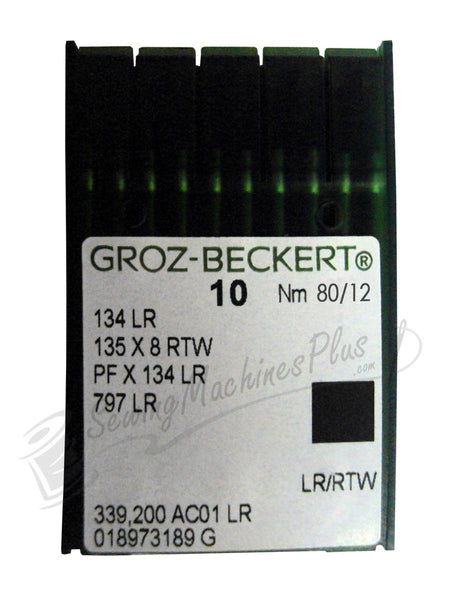 GROZ-BECKERT®
10 Nm 80/12
134 LR
135 X 8 RTW
PF X 134 LR
797 LR
SewingMachinesPlus.com
LR/RTW
339,200 AC01 LR
018973189 G